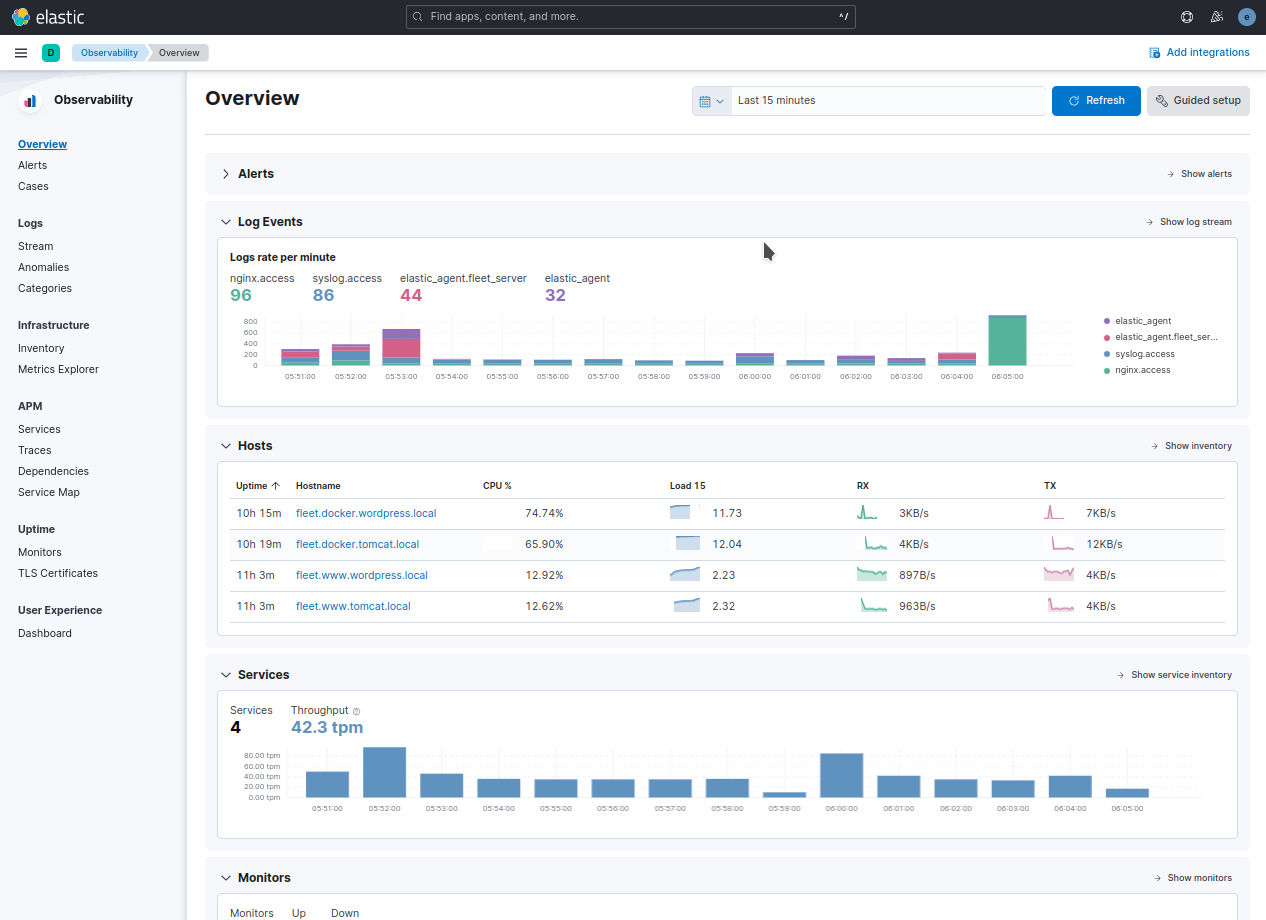 elastic
Find apps, content, and more.
^/
e
D
Observability
Overview
Add integrations
Observability
Overview
Alerts
Cases
Logs
Stream
Anomalies
Categories
Infrastructure
Inventory
Metrics Explorer
APM
Services
Traces
Dependencies
Service Map
Uptime
Monitors
TLS Certificates
User Experience
Dashboard
Overview
Last 15 minutes
Refresh
Guided setup
Alerts
Show alerts
Log Events
Show log stream
Logs rate per minute
nginx.access syslog.access elastic_agent.fleet_server elastic_agent
96 86 44 32
800
600
400
200
0
05:51:00 05:52:00 05:53:00 05:54:00 05:55:00 05:56:00 05:57:00 05:58:00 05:59:00 06:00:00 06:01:00 06:02:00 06:03:00 06:04:00 06:05:00
elastic_agent
elastic_agent.fleet_ser...
syslog.access
nginx.access
Hosts
Show inventory
Uptime Hostname CPU % Load 15 RX TX
10h 15m fleet.docker.wordpress.local 74.74% 11.73 3KB/s 7KB/s
10h 19m fleet.docker.tomcat.local 65.90% 12.04 4KB/s 12KB/s
11h 3m fleet.www.wordpress.local 12.92% 2.23 897B/s 4KB/s
11h 3m fleet.www.tomcat.local 12.62% 2.32 963B/s 4KB/s
Services
Show service inventory
Services Throughput
4 42.3 tpm
80.00 tpm
60.00 tpm
40.00 tpm
20.00 tpm
0.00 tpm
05:51:00 05:52:00 05:53:00 05:54:00 05:55:00 05:56:00 05:57:00 05:58:00 05:59:00 06:00:00 06:01:00 06:02:00 06:03:00 06:04:00 06:05:00
Monitors
Show monitors
Monitors Up Down